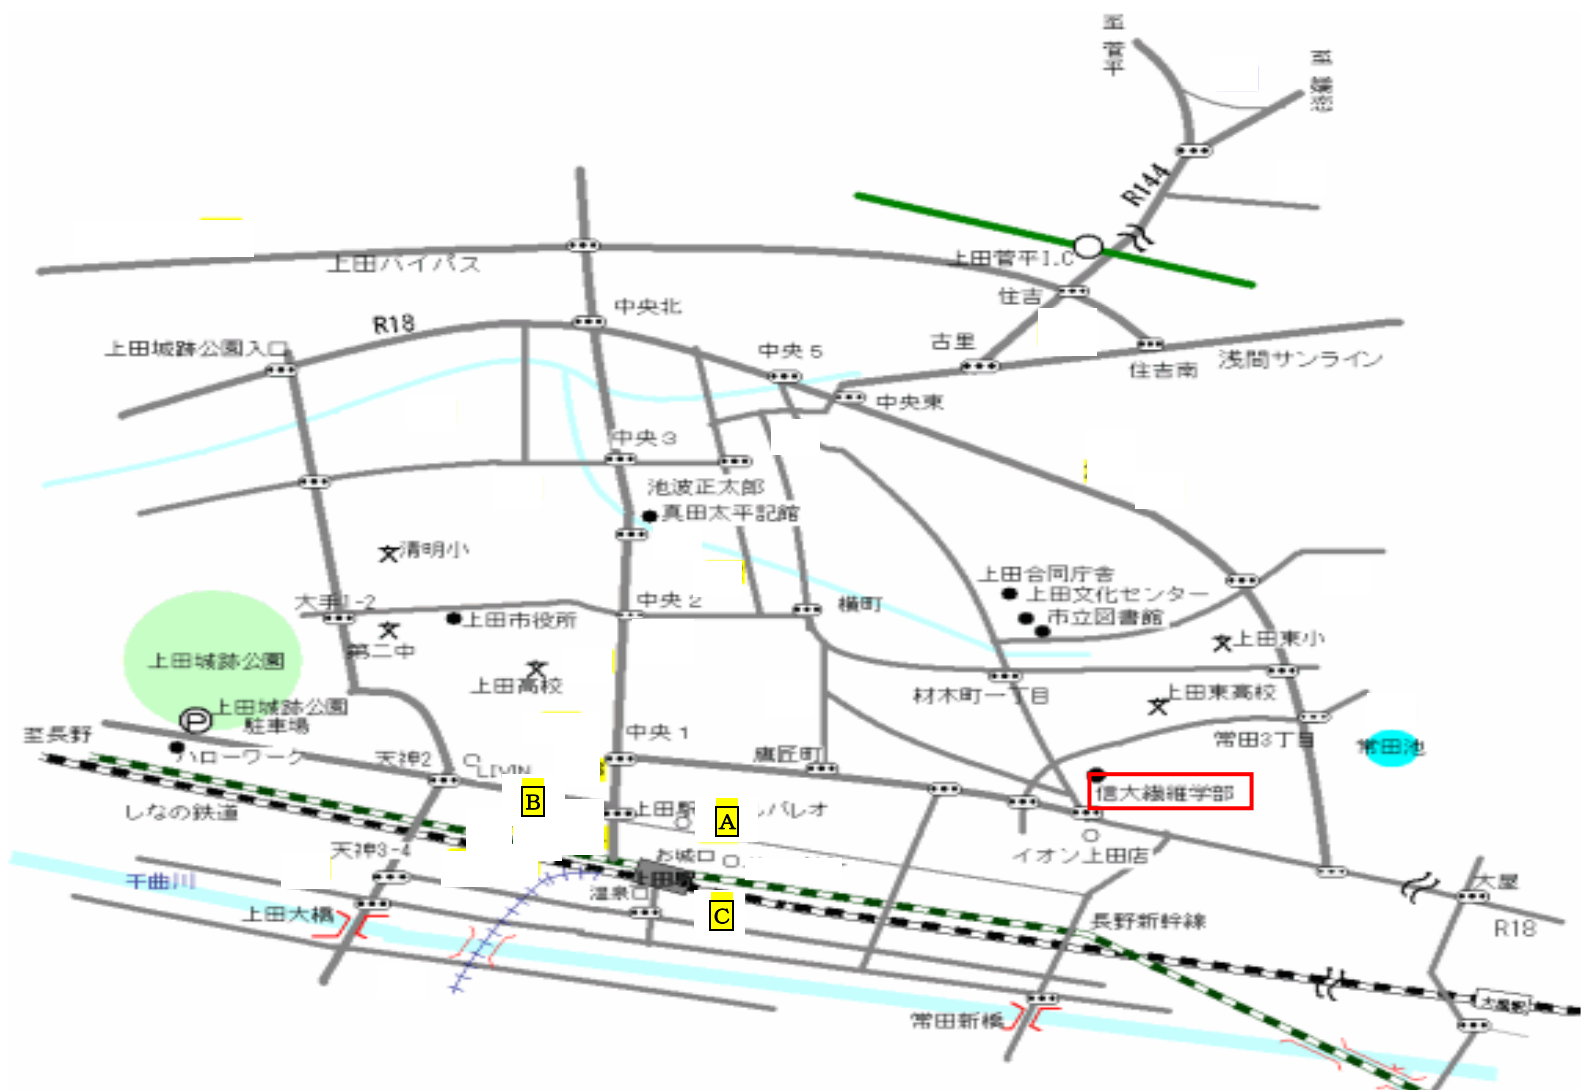 至 菅平
至
R144
上田菅平I.C
上田バイパス
住吉
中央北
R18
古里
上田城跡公園入口
中央5
浅間サンライン
住吉南
中央東
中央3
池波正太郎
真田太平記館
清明小
上田合同庁舎
上田文化センター
大手1-2
中央2
横町
上田市役所
市立図書館
上田東小
第二中
上田城跡公園
上田高校
材木町一丁目
上田東高校
P
上田城跡公園
駐車場
至長野
中央1
常田3丁目
常田池
ハローワーク
天神2
LIVIN
鷹匠町
信大繊維学部
B
しなの鉄道
上田駅
A
パレオ
天神3-4
お城口
イオン上田店
千曲川
上田駅
温泉口
大屋
上田大橋
C
長野新幹線
R18
大屋駅
常田新橋